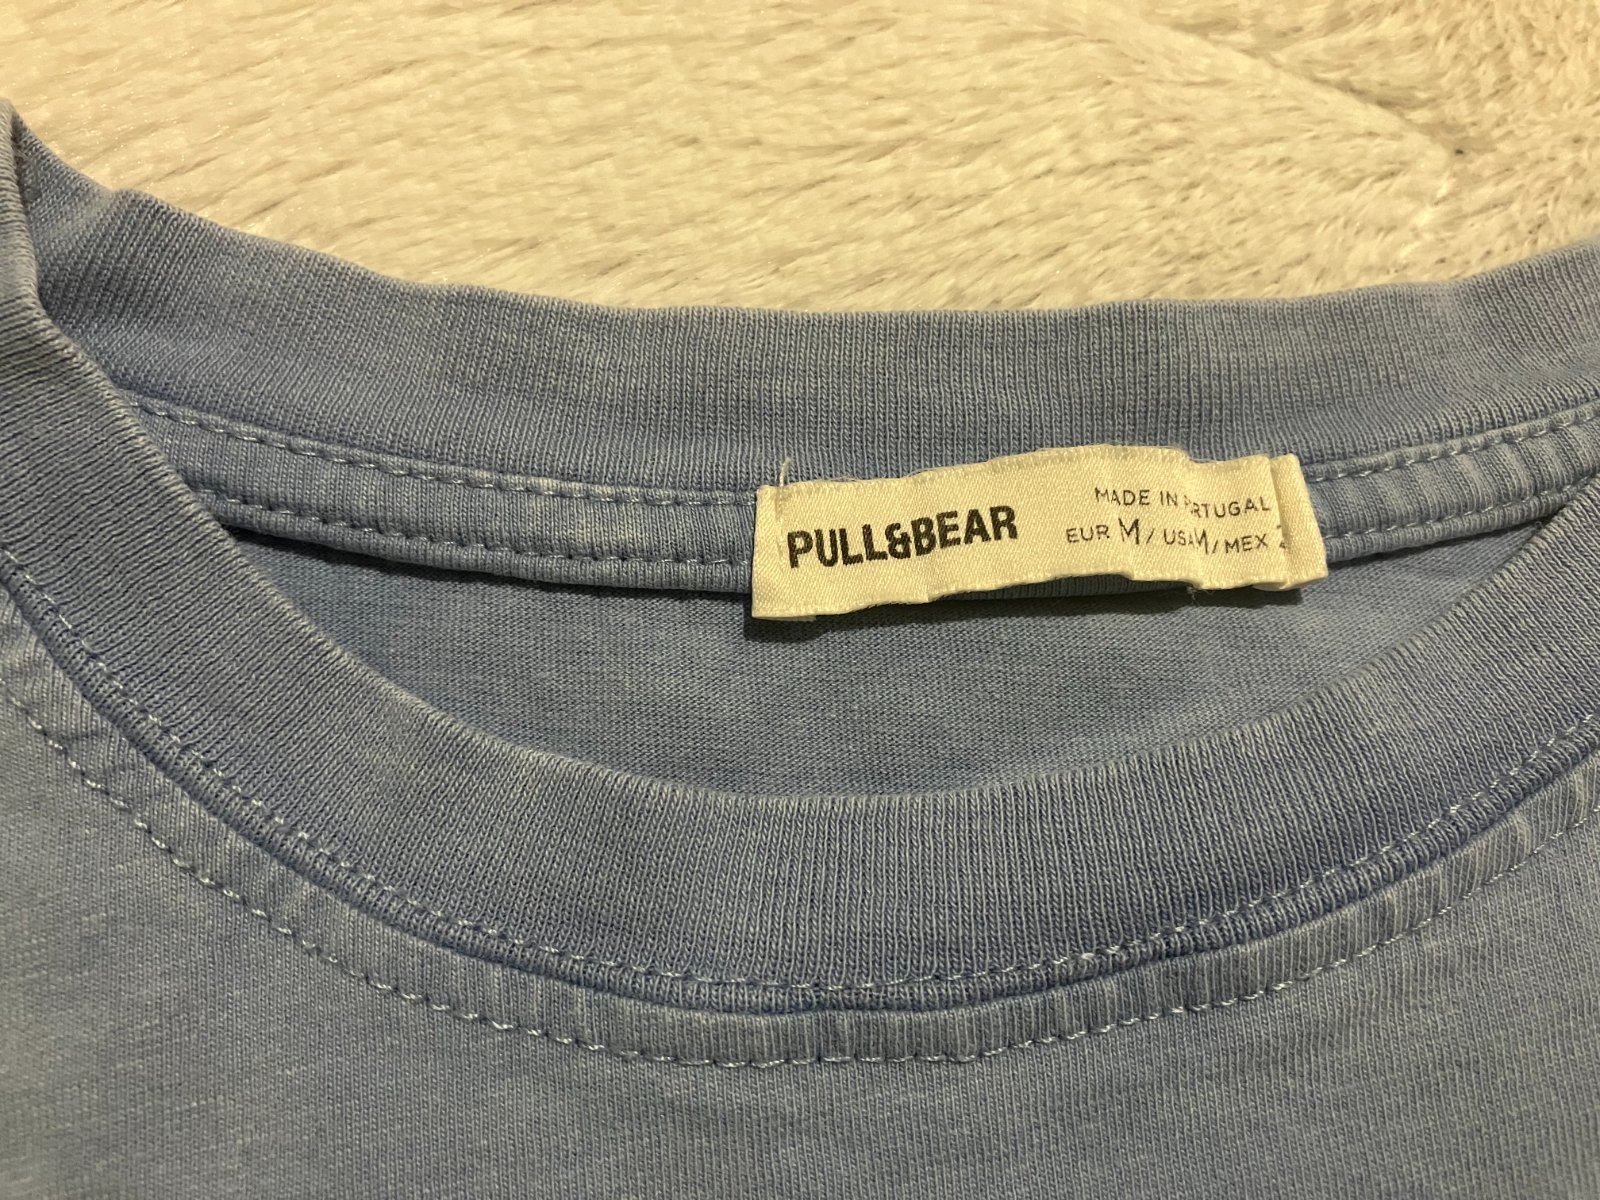 PULL&BEAR
MADE IN PORTUGAL
EUR M / USA M / MEX